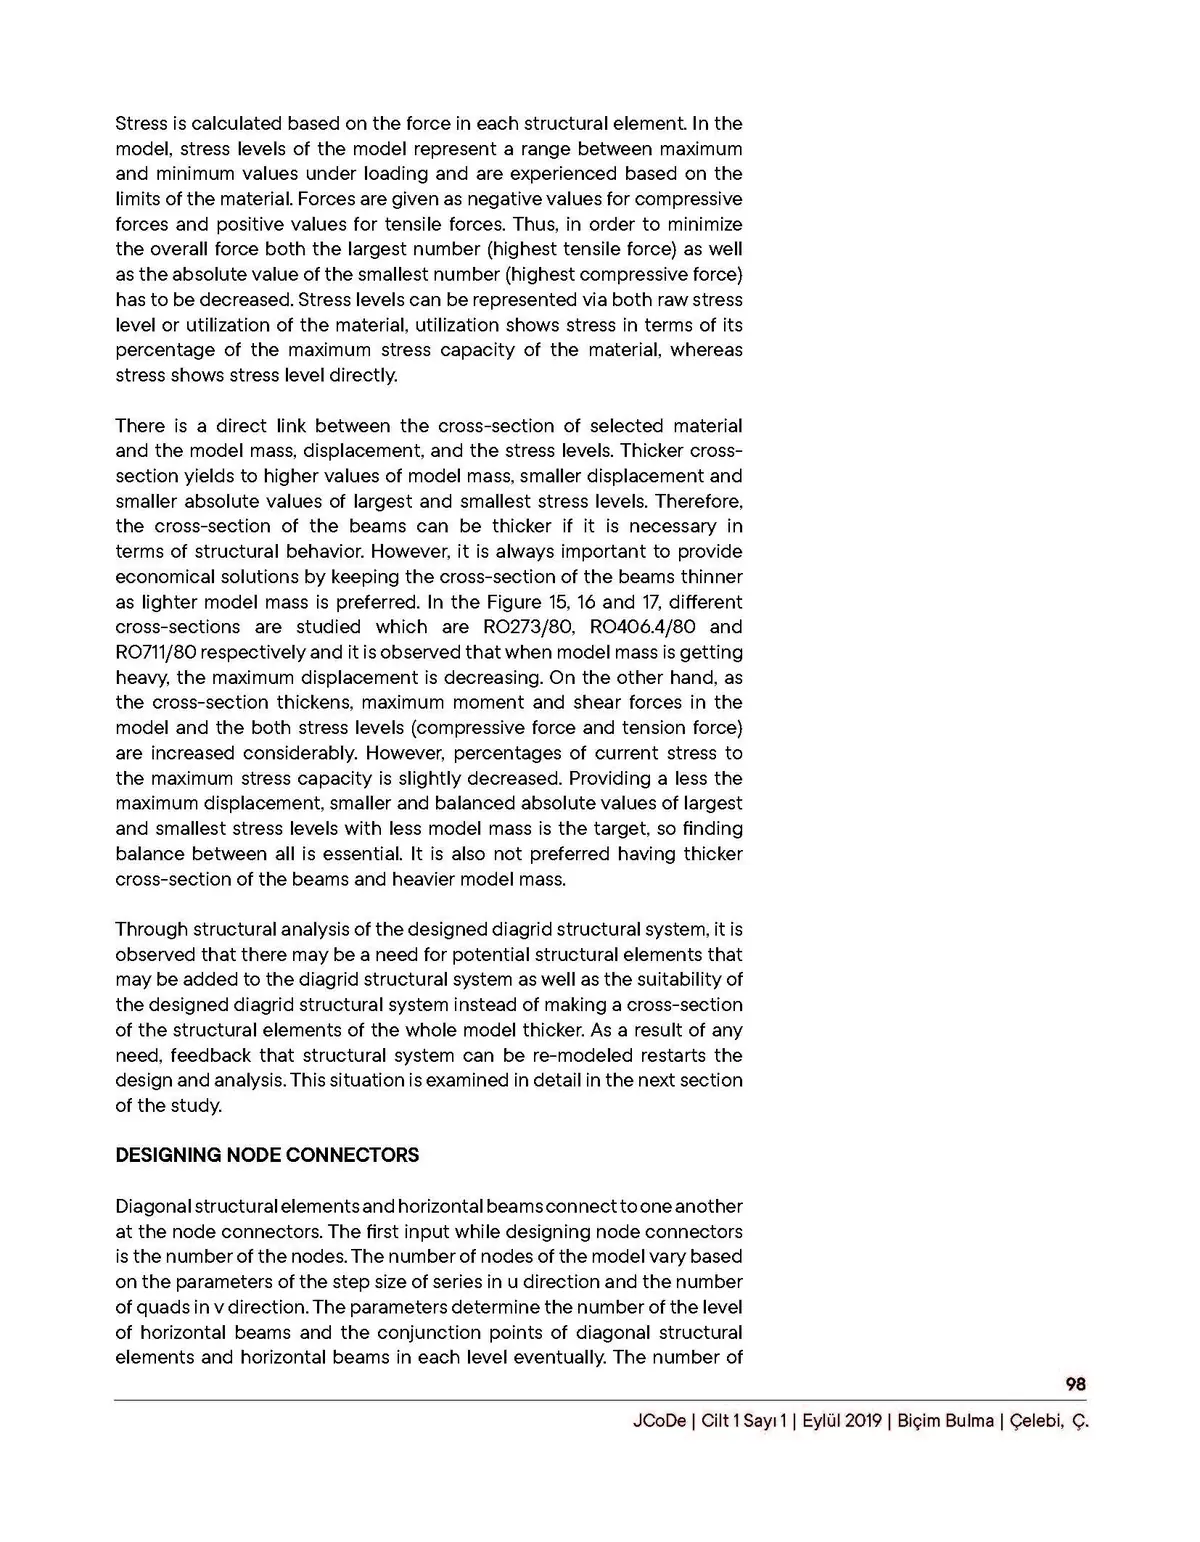 Stress is calculated based on the force in each structural element. In the
model, stress levels of the model represent a range between maximum
and minimum values under loading and are experienced based on the
limits of the material. Forces are given as negative values for compressive
forces and positive values for tensile forces. Thus, in order to minimize
the overall force both the largest number (highest tensile force) as well
as the absolute value of the smallest number (highest compressive force)
has to be decreased. Stress levels can be represented via both raw stress
level or utilization of the material, utilization shows stress in terms of its
percentage of the maximum stress capacity of the material, whereas
stress shows stress level directly.
There is a direct link between the cross-section of selected material
and the model mass, displacement, and the stress levels. Thicker cross-
section yields to higher values of model mass, smaller displacement and
smaller absolute values of largest and smallest stress levels. Therefore,
the cross-section of the beams can be thicker if it is necessary in
terms of structural behavior. However, it is always important to provide
economical solutions by keeping the cross-section of the beams thinner
as lighter model mass is preferred. In the Figure 15, 16 and 17, different
cross-sections are studied which are RO273/80, RO406.4/80 and
RO711/80 respectively and it is observed that when model mass is getting
heavy, the maximum displacement is decreasing. On the other hand, as
the cross-section thickens, maximum moment and shear forces in the
model and the both stress levels (compressive force and tension force)
are increased considerably. However, percentages of current stress to
the maximum stress capacity is slightly decreased. Providing a less the
maximum displacement, smaller and balanced absolute values of largest
and smallest stress levels with less model mass is the target, so finding
balance between all is essential. It is also not preferred having thicker
cross-section of the beams and heavier model mass.
Through structural analysis of the designed diagrid structural system, it is
observed that there may be a need for potential structural elements that
may be added to the diagrid structural system as well as the suitability of
the designed diagrid structural system instead of making a cross-section
of the structural elements of the whole model thicker. As a result of any
need, feedback that structural system can be re-modeled restarts the
design and analysis. This situation is examined in detail in the next section
of the study.
DESIGNING NODE CONNECTORS
Diagonal structural elements and horizontal beams connect to one another
at the node connectors. The first input while designing node connectors
is the number of the nodes. The number of nodes of the model vary based
on the parameters of the step size of series in u direction and the number
of quads in v direction. The parameters determine the number of the level
of horizontal beams and the conjunction points of diagonal structural
elements and horizontal beams in each level eventually. The number of
98
JCoDe | Cilt 1 Sayı 1 | Eylül 2019 | Biçim Bulma | Çelebi, Ç.